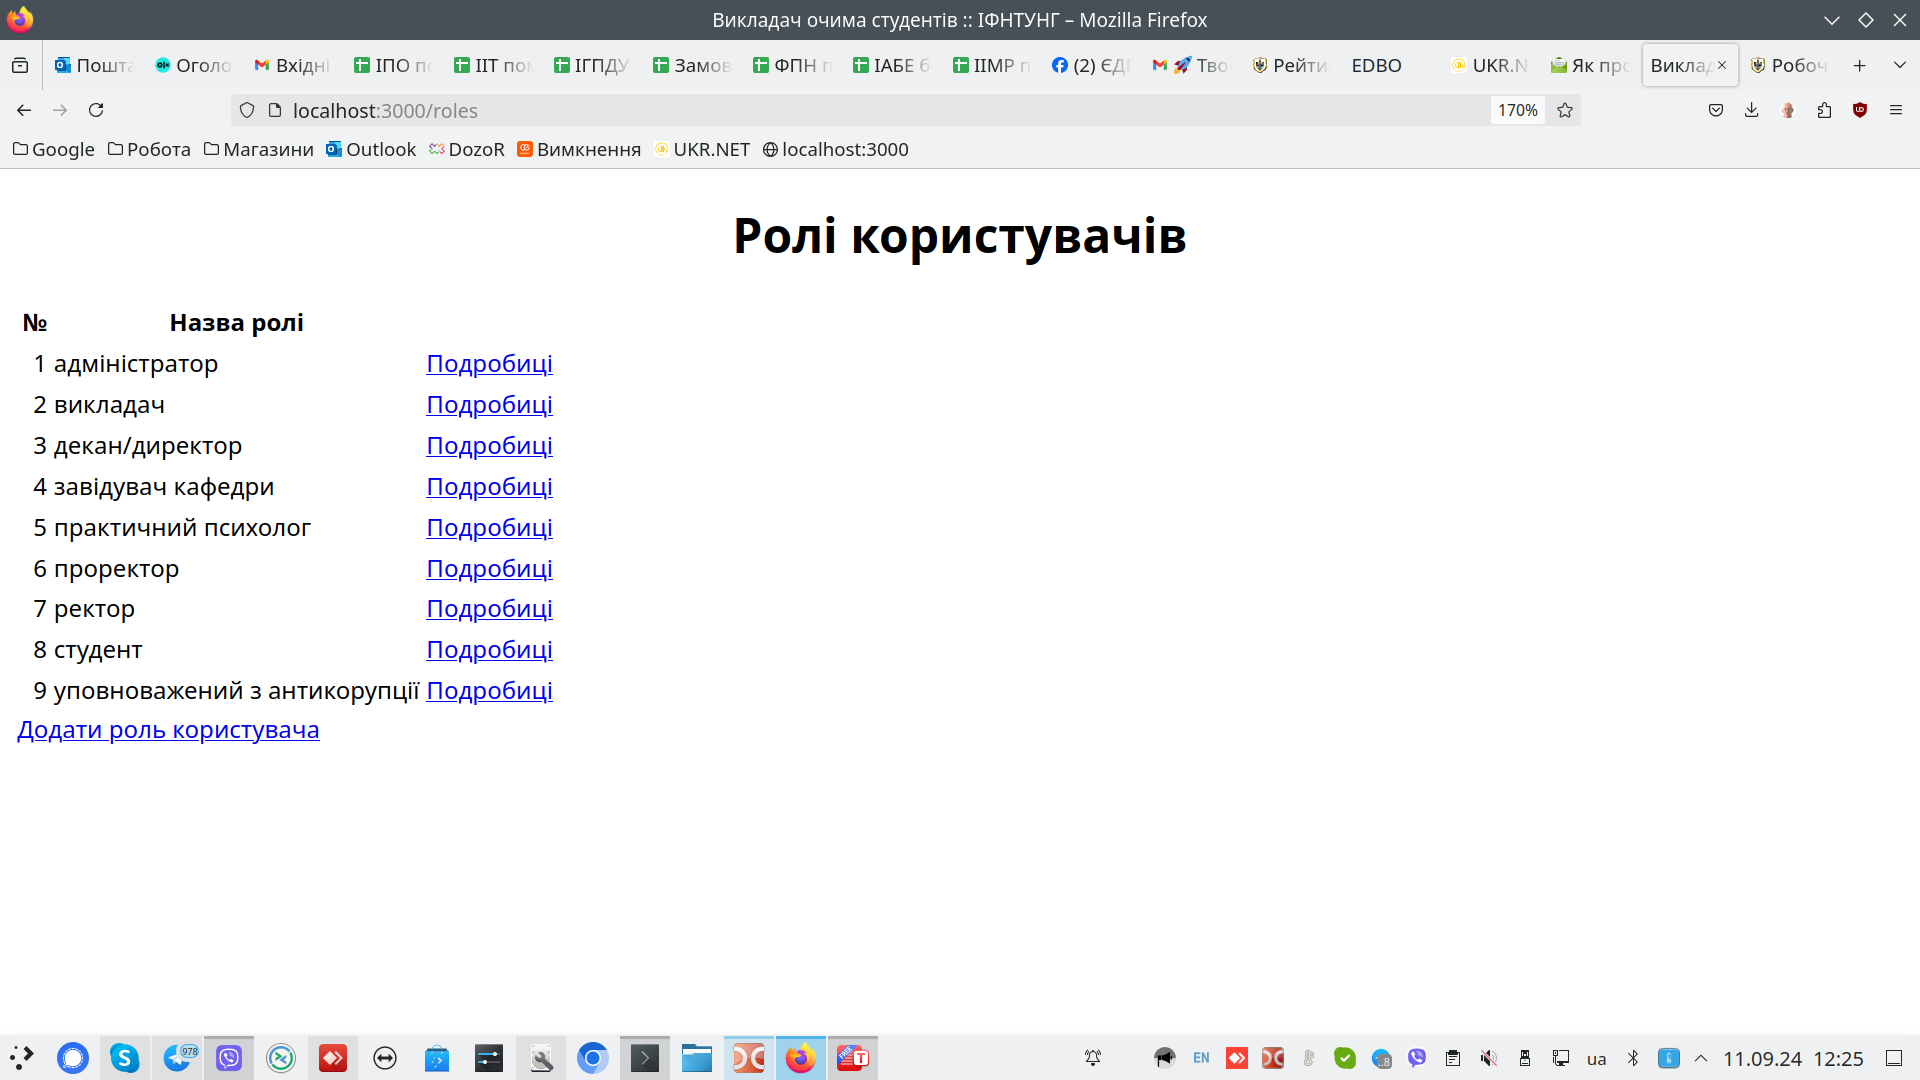 Викладач очима студентів :: ІФНТУНГ – Mozilla Firefox
Пошта Оголо Вхідні ІПО по ІІТ пом ІГПДУ Замов ФПН п ІАБЕ б ІІМР п (2) ЄДЕ Тво Рейти EDBO UKR.N Як про Виклад Робоч
localhost:3000/roles 170%
Google Робота Магазини Outlook DozoR Вимкнення UKR.NET localhost:3000
Ролі користувачів
№ Назва ролі
1 адміністратор Подробиці
2 викладач Подробиці
3 декан/директор Подробиці
4 завідувач кафедри Подробиці
5 практичний психолог Подробиці
6 проректор Подробиці
7 ректор Подробиці
8 студент Подробиці
9 уповноважений з антикорупції Подробиці
Додати роль користувача
978 EN ua 11.09.24 12:25